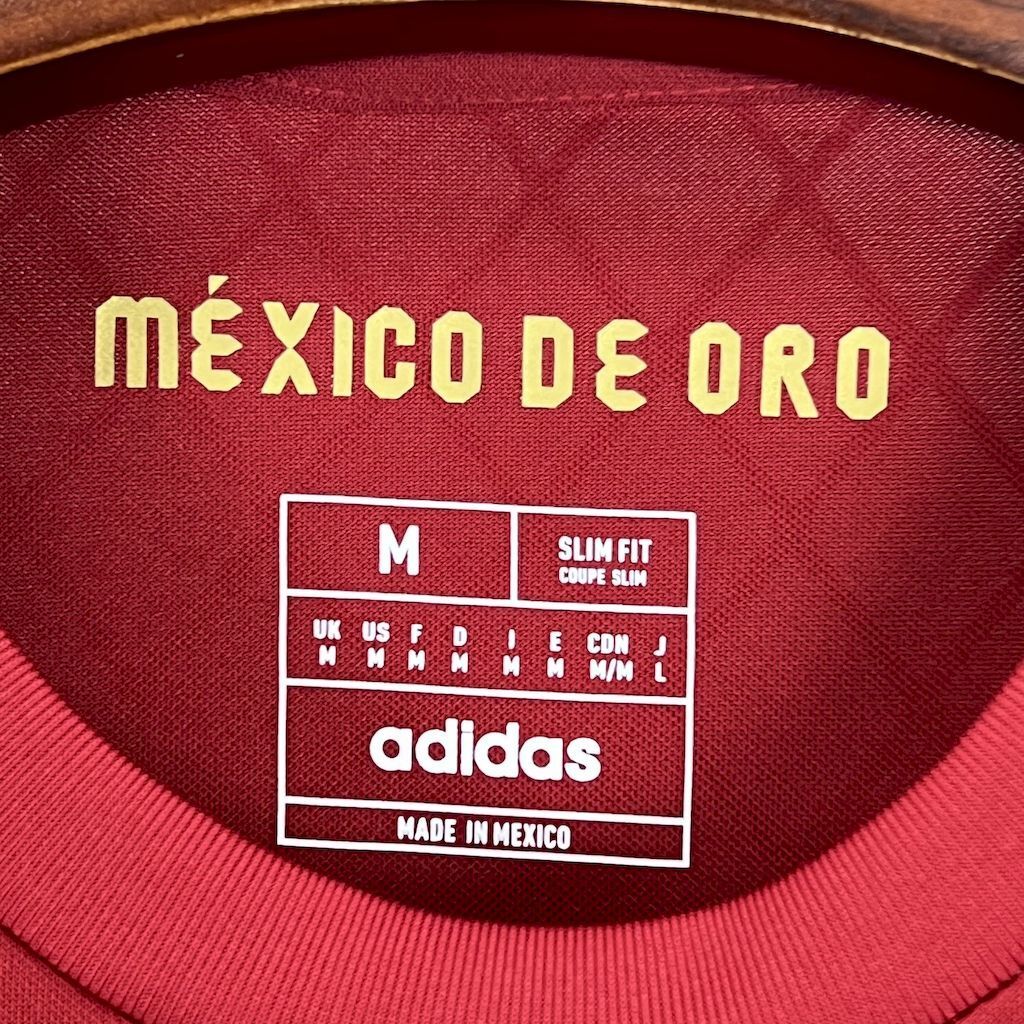 MÉXICO DE ORO
M
SLIM FIT
COUPE SLIM
UK US F D I E CDN J
M M M M M M M/M L
adidas
MADE IN MEXICO